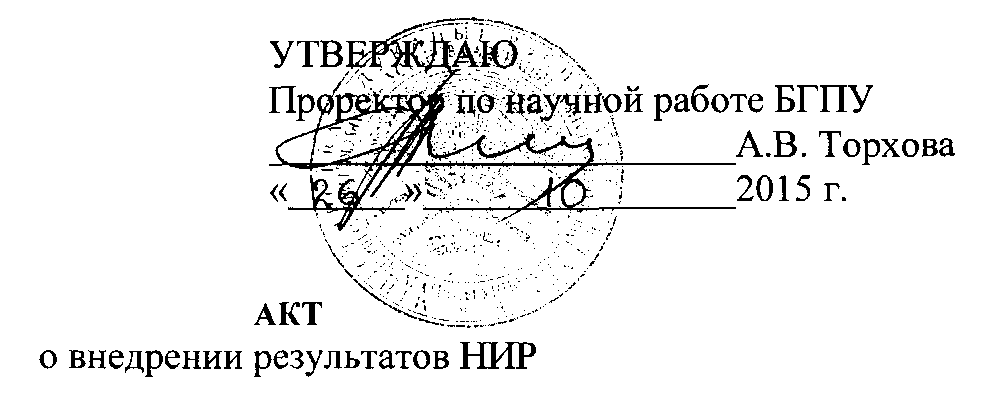 УТВЕРЖДАЮ
Проректор по научной работе БГПУ
А.В. Торхова
« 26 » 10 2015 г.
АКТ
о внедрении результатов НИР